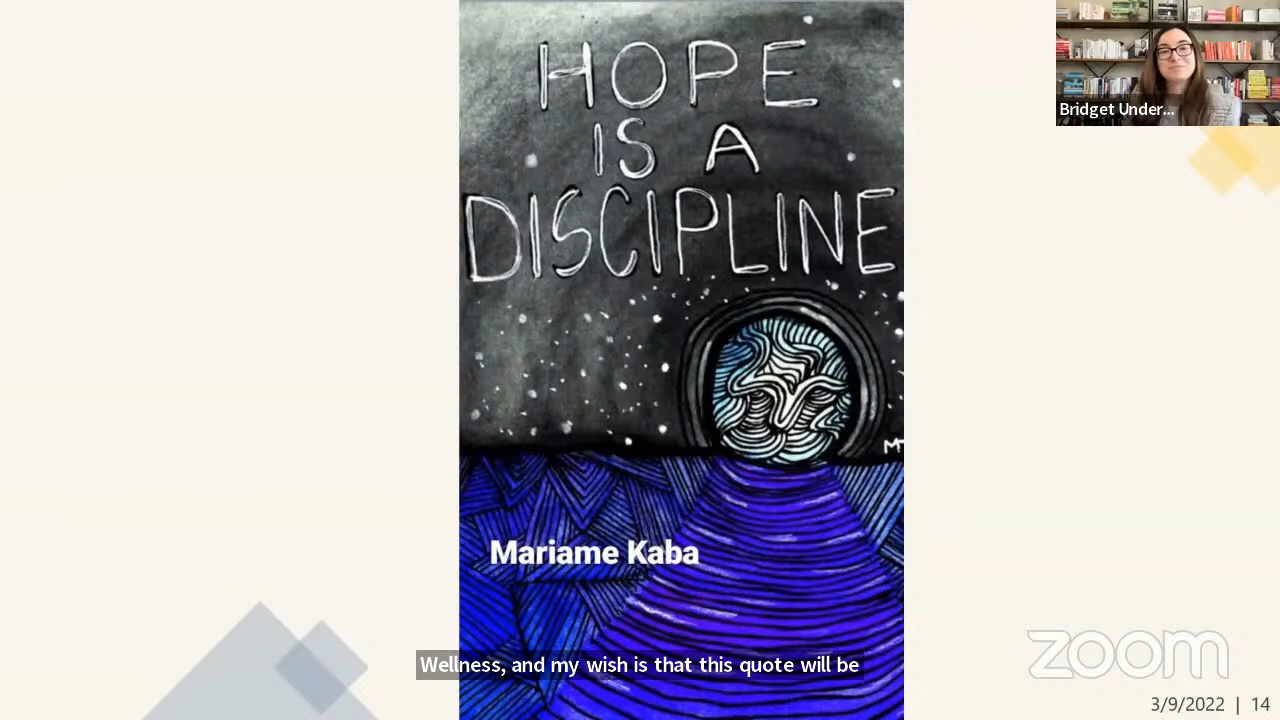 HOPE
IS A
DISCIPLINE
Bridget Under...
MT
Mariame Kaba
Wellness, and my wish is that this quote will be
zoom
3/9/2022 | 14